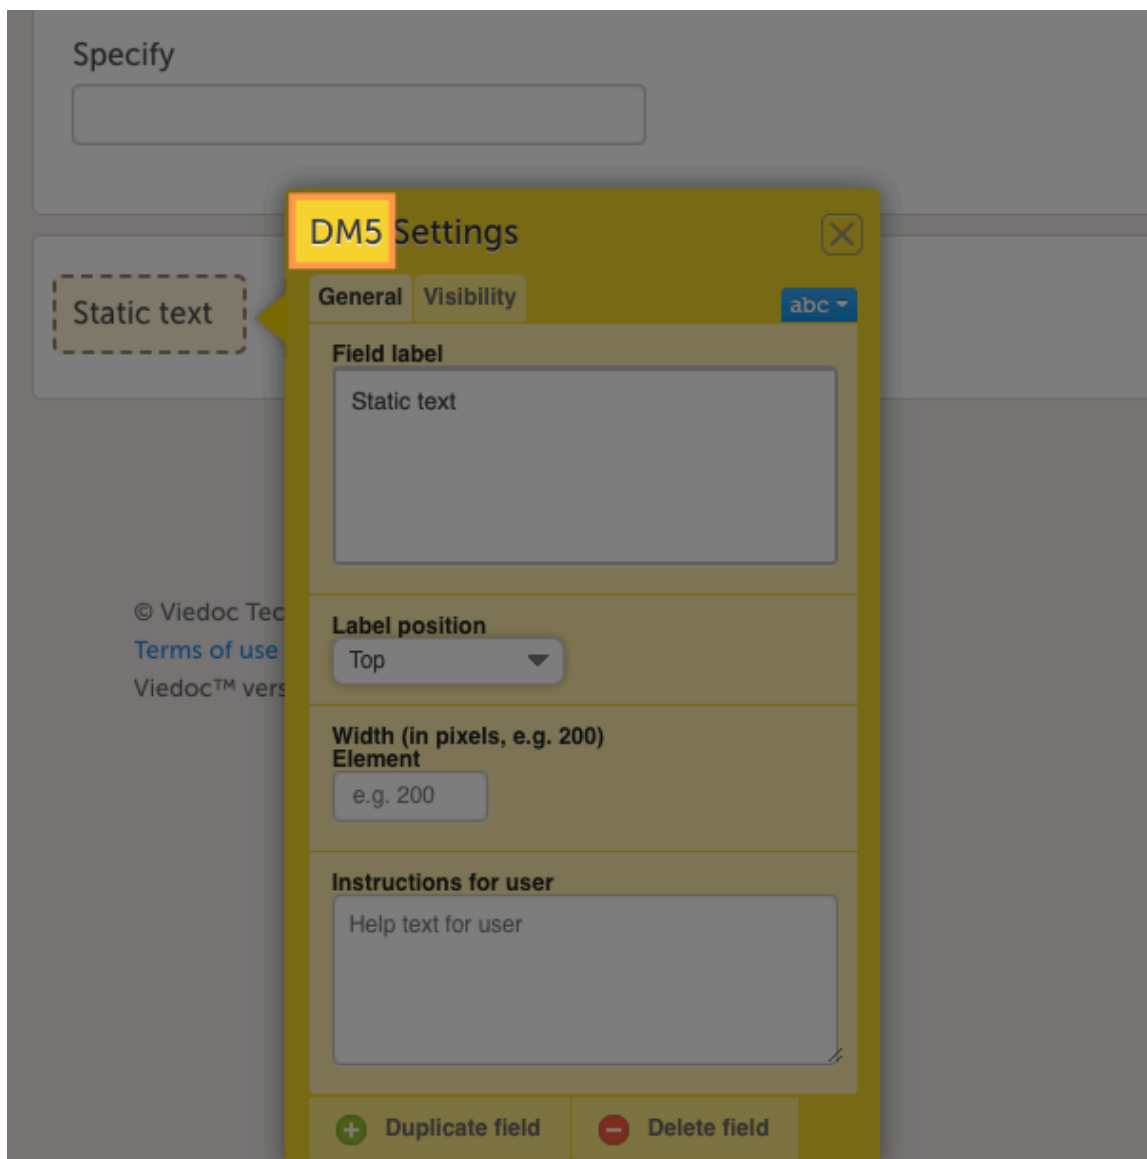 Specify
DM5 Settings
General Visibility
abc
Static text
Field label
Static text
© Viedoc Tec
Terms of use
Viedoc™ vers
Label position
Top
Width (in pixels, e.g. 200)
Element
e.g. 200
Instructions for user
Help text for user
Duplicate field Delete field